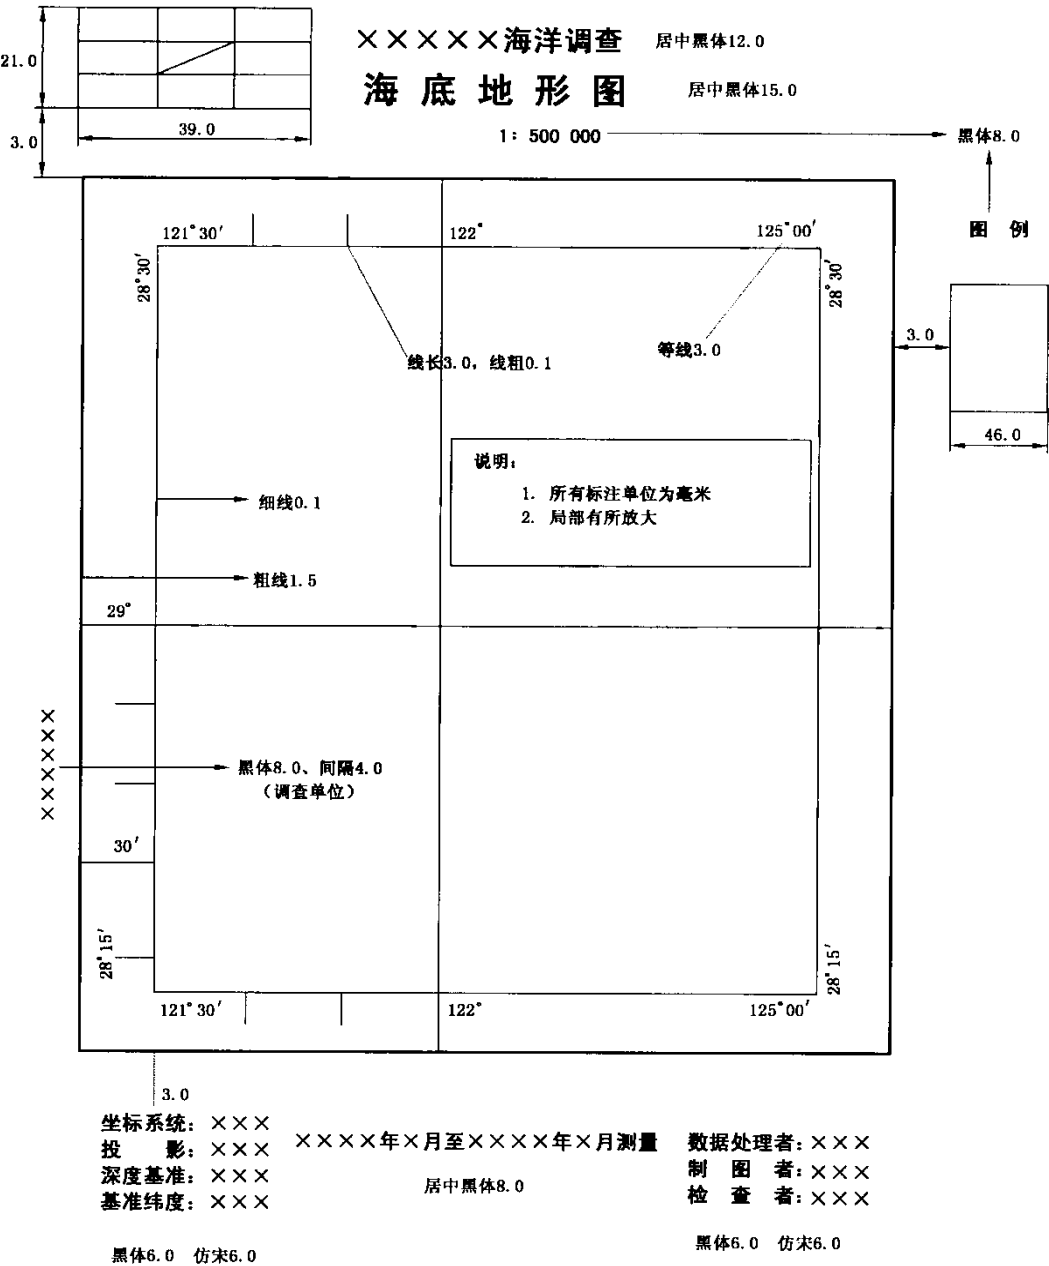 ×××××海洋调查 居中黑体12.0
21.0
海底地形图 居中黑体15.0
39.0
1：500 000
黑体8.0
3.0
图 例
121°30′
122°
125°00′
28°30′
28°30′
3.0
线长3.0，线粗0.1
等线3.0
46.0
说明：
1. 所有标注单位为毫米
2. 局部有所放大
细线0.1
粗线1.5
29°
××××××
黑体8.0、间隔4.0
（调查单位）
30′
28°15′
28°15′
121°30′
122°
125°00′
3.0
坐标系统：×××
投 影：×××
深度基准：×××
基准纬度：×××
××××年×月至××××年×月测量
居中黑体8.0
数据处理者：×××
制 图 者：×××
检 查 者：×××
黑体6.0 仿宋6.0
黑体6.0 仿宋6.0